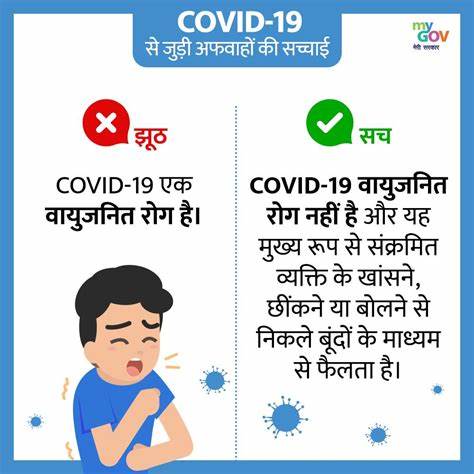 COVID-19
से जुड़ी अफवाहों की सच्चाई
my
GOV
मेरी सरकार
झूठ
COVID-19 एक
वायुजनित रोग है।
सच
COVID-19 वायुजनित
रोग नहीं है और यह
मुख्य रूप से संक्रमित
व्यक्ति के खांसने,
छींकने या बोलने से
निकले बूंदों के माध्यम
से फैलता है।